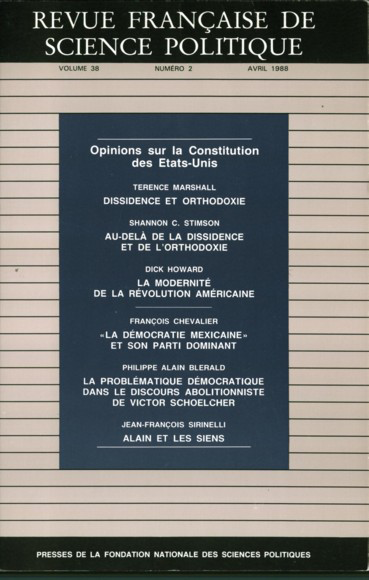 REVUE FRANÇAISE DE
SCIENCE POLITIQUE
VOLUME 38 NUMÉRO 2 AVRIL 1988
Opinions sur la Constitution
des Etats-Unis
TERENCE MARSHALL
DISSIDENCE ET ORTHODOXIE
SHANNON C. STIMSON
AU-DELÀ DE LA DISSIDENCE
ET DE L'ORTHODOXIE
DICK HOWARD
LA MODERNITÉ
DE LA RÉVOLUTION AMÉRICAINE
FRANÇOIS CHEVALIER
«LA DÉMOCRATIE MEXICAINE»
ET SON PARTI DOMINANT
PHILIPPE ALAIN BLERALD
LA PROBLÉMATIQUE DÉMOCRATIQUE
DANS LE DISCOURS ABOLITIONNISTE
DE VICTOR SCHOELCHER
JEAN-FRANÇOIS SIRINELLI
ALAIN ET LES SIENS
PRESSES DE LA FONDATION NATIONALE DES SCIENCES POLITIQUES